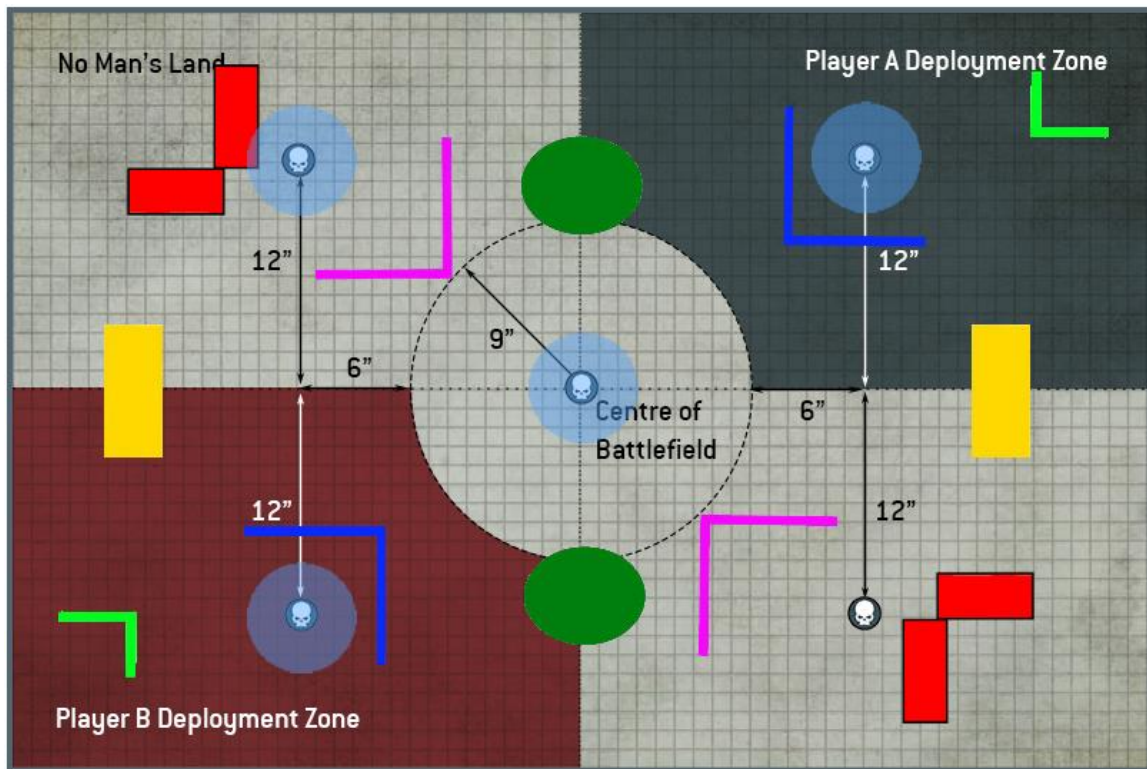 No Man's Land
Player A Deployment Zone
12"
12"
9"
6"
6"
Centre of
Battlefield
12"
12"
Player B Deployment Zone